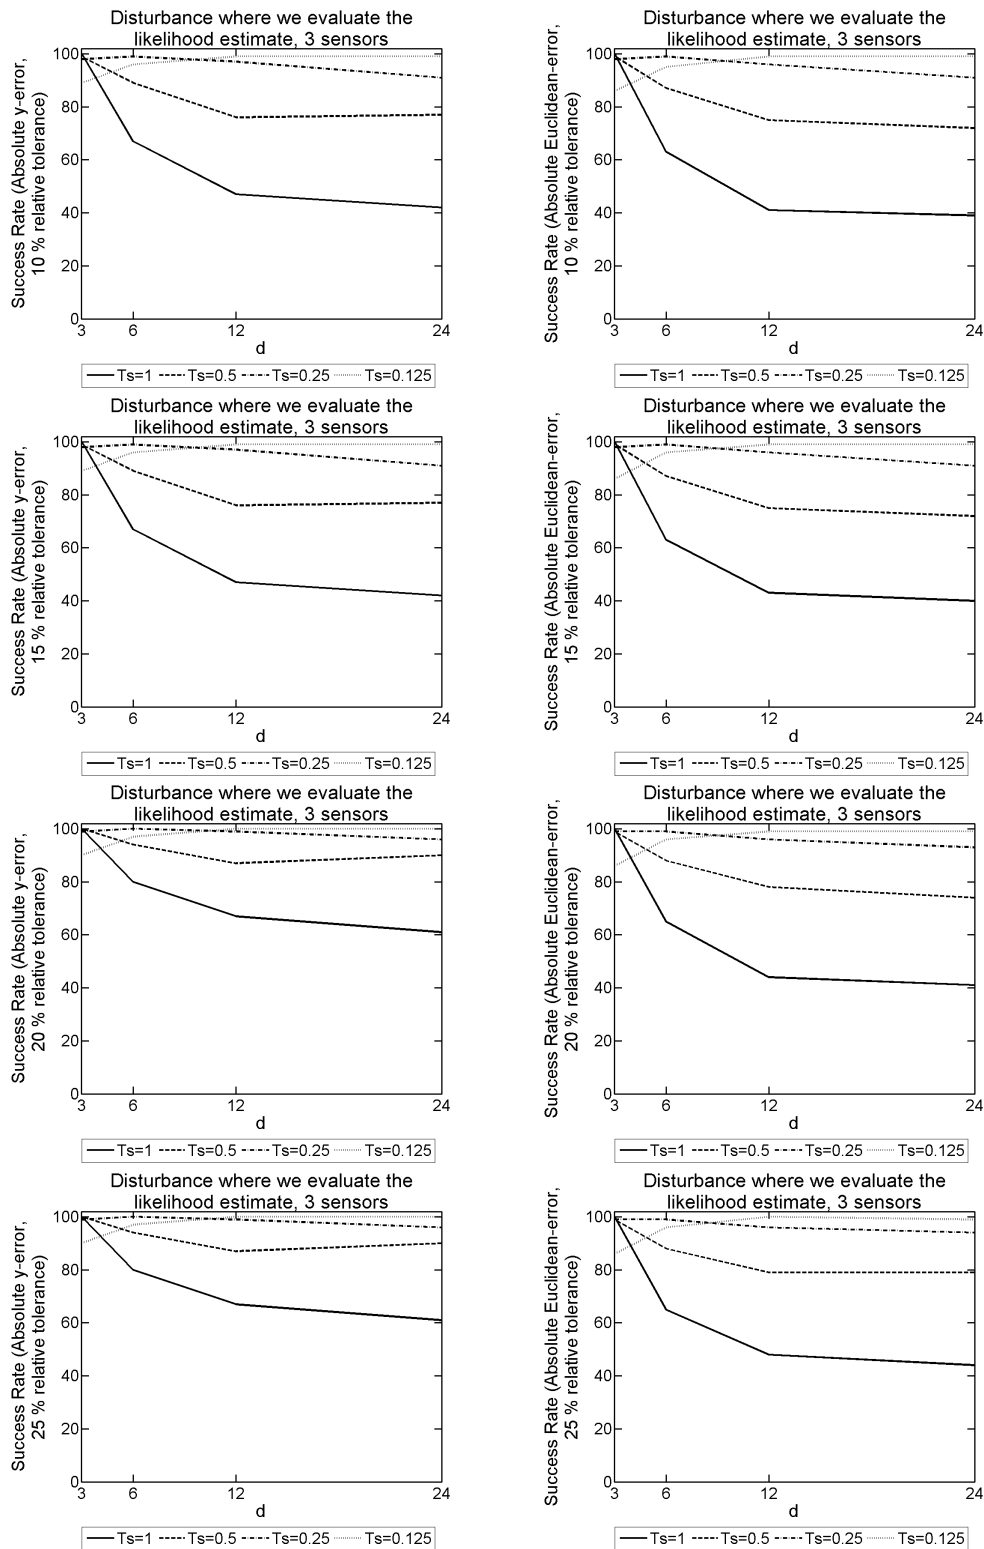 Disturbance where we evaluate the
likelihood estimate, 3 sensors
Success Rate (Absolute y-error,
10 % relative tolerance)
100
80
60
40
20
0
3 6 12 24
d
Ts=1 Ts=0.5 Ts=0.25 Ts=0.125
Disturbance where we evaluate the
likelihood estimate, 3 sensors
Success Rate (Absolute Euclidean-error,
10 % relative tolerance)
100
80
60
40
20
0
3 6 12 24
d
Ts=1 Ts=0.5 Ts=0.25 Ts=0.125
Disturbance where we evaluate the
likelihood estimate, 3 sensors
Success Rate (Absolute y-error,
15 % relative tolerance)
100
80
60
40
20
0
3 6 12 24
d
Ts=1 Ts=0.5 Ts=0.25 Ts=0.125
Disturbance where we evaluate the
likelihood estimate, 3 sensors
Success Rate (Absolute Euclidean-error,
15 % relative tolerance)
100
80
60
40
20
0
3 6 12 24
d
Ts=1 Ts=0.5 Ts=0.25 Ts=0.125
Disturbance where we evaluate the
likelihood estimate, 3 sensors
Success Rate (Absolute y-error,
20 % relative tolerance)
100
80
60
40
20
0
3 6 12 24
d
Ts=1 Ts=0.5 Ts=0.25 Ts=0.125
Disturbance where we evaluate the
likelihood estimate, 3 sensors
Success Rate (Absolute Euclidean-error,
20 % relative tolerance)
100
80
60
40
20
0
3 6 12 24
d
Ts=1 Ts=0.5 Ts=0.25 Ts=0.125
Disturbance where we evaluate the
likelihood estimate, 3 sensors
Success Rate (Absolute y-error,
25 % relative tolerance)
100
80
60
40
20
0
3 6 12 24
d
Ts=1 Ts=0.5 Ts=0.25 Ts=0.125
Disturbance where we evaluate the
likelihood estimate, 3 sensors
Success Rate (Absolute Euclidean-error,
25 % relative tolerance)
100
80
60
40
20
0
3 6 12 24
d
Ts=1 Ts=0.5 Ts=0.25 Ts=0.125